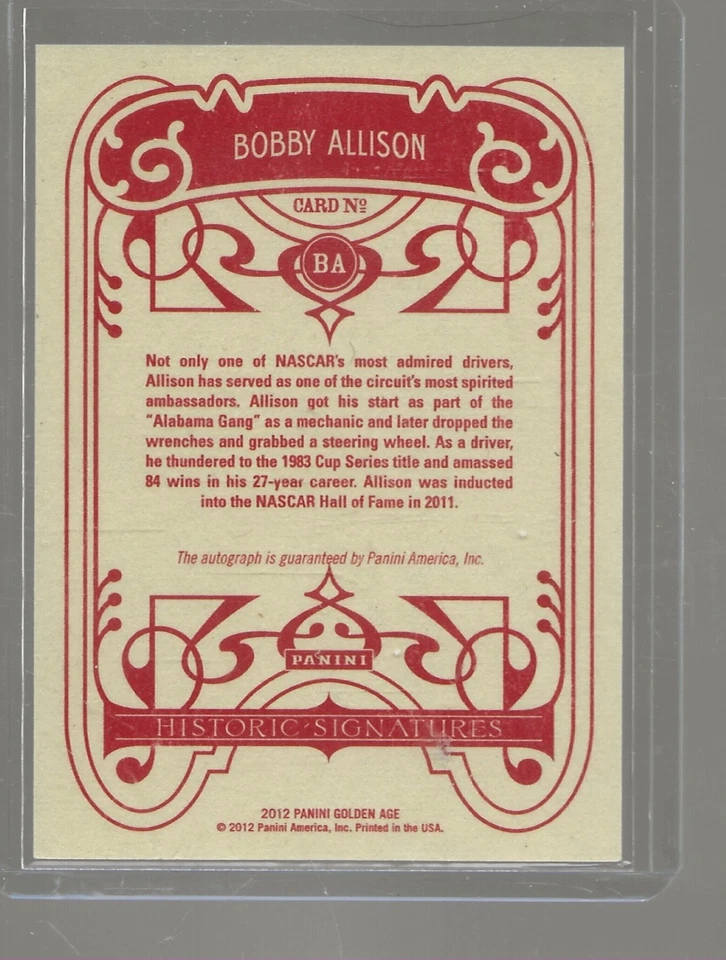 BOBBY ALLISON
CARD Nº
BA
Not only one of NASCAR's most admired drivers,
Allison has served as one of the circuit's most spirited
ambassadors. Allison got his start as part of the
"Alabama Gang" as a mechanic and later dropped the
wrenches and grabbed a steering wheel. As a driver,
he thundered to the 1983 Cup Series title and amassed
84 wins in his 27-year career. Allison was inducted
into the NASCAR Hall of Fame in 2011.
The autograph is guaranteed by Panini America, Inc.
PANINI
HISTORIC·SIGNATURES
2012 PANINI GOLDEN AGE
© 2012 Panini America, Inc. Printed in the USA.